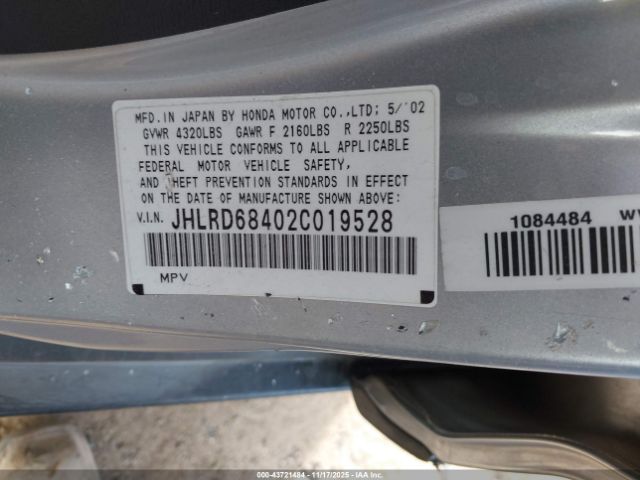 MFD. IN JAPAN BY HONDA MOTOR CO.,LTD; 5/'02
GVWR 4320LBS GAWR F 2160LBS R 2250LBS
THIS VEHICLE CONFORMS TO ALL APPLICABLE
FEDERAL MOTOR VEHICLE SAFETY,
AND THEFT PREVENTION STANDARDS IN EFFECT
ON THE DATE OF MANUFACTURE SHOWN ABOVE:
V.I.N. JHLRD68402C019528
MPV
1084484
000-43721484 - 11/17/2025 - IAAI.COM